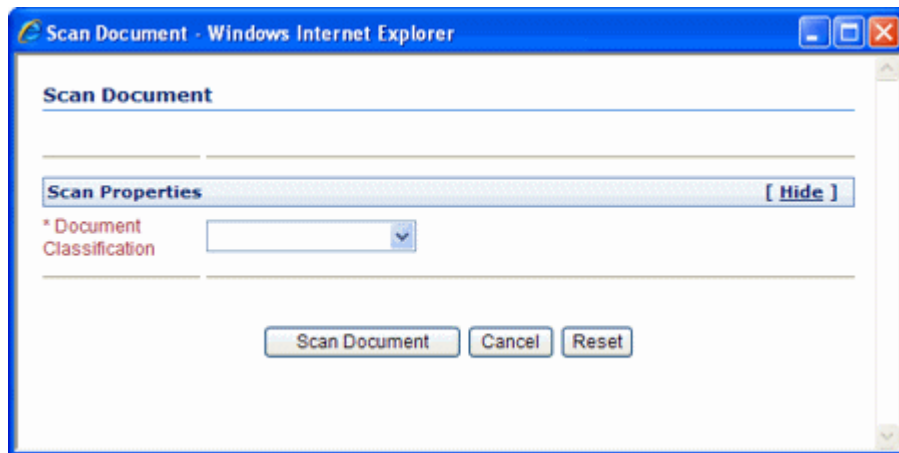 Scan Document - Windows Internet Explorer
Scan Document
Scan Properties [ Hide ]
* Document
Classification
Scan Document Cancel Reset